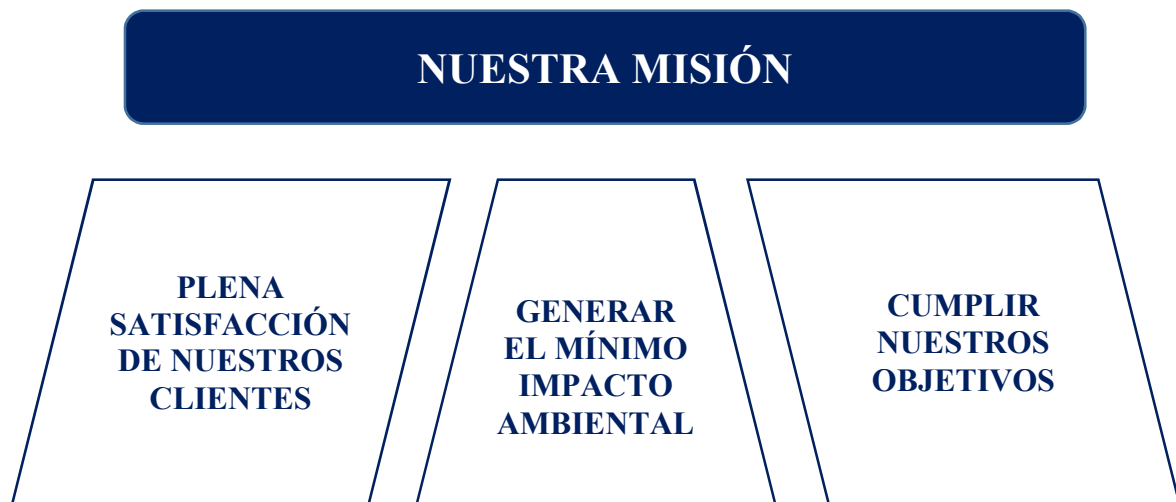 NUESTRA MISIÓN
PLENA
SATISFACCIÓN
DE NUESTROS
CLIENTES
GENERAR
EL MÍNIMO
IMPACTO
AMBIENTAL
CUMPLIR
NUESTROS
OBJETIVOS